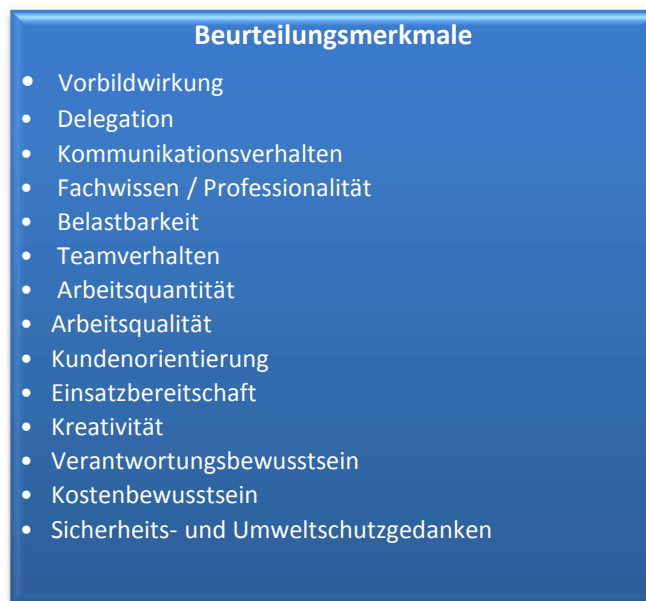 Beurteilungsmerkmale
• Vorbildwirkung
• Delegation
• Kommunikationsverhalten
• Fachwissen / Professionalität
• Belastbarkeit
• Teamverhalten
• Arbeitsquantität
• Arbeitsqualität
• Kundenorientierung
• Einsatzbereitschaft
• Kreativität
• Verantwortungsbewusstsein
• Kostenbewusstsein
• Sicherheits- und Umweltschutzgedanken